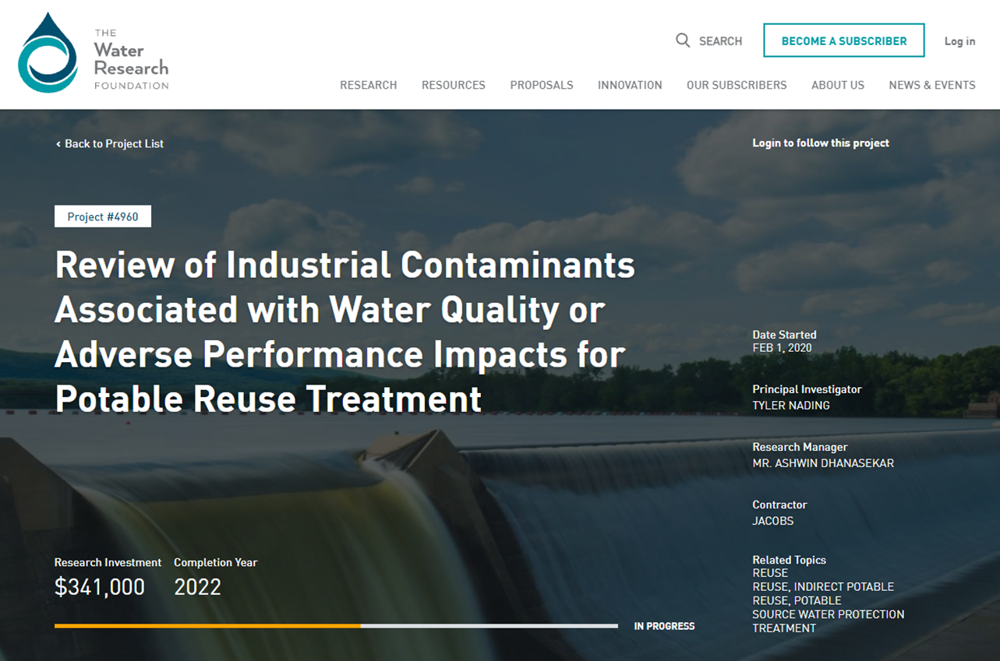 THE
Water
Research
FOUNDATION
SEARCH
BECOME A SUBSCRIBER
Log in
RESEARCH
RESOURCES
PROPOSALS
INNOVATION
OUR SUBSCRIBERS
ABOUT US
NEWS & EVENTS
‹ Back to Project List
Login to follow this project
Project #4960
Review of Industrial Contaminants
Associated with Water Quality or
Adverse Performance Impacts for
Potable Reuse Treatment
Date Started
FEB 1, 2020
Principal Investigator
TYLER NADING
Research Manager
MR. ASHWIN DHANASEKAR
Contractor
JACOBS
Related Topics
REUSE
REUSE, INDIRECT POTABLE
REUSE, POTABLE
SOURCE WATER PROTECTION
TREATMENT
Research Investment
$341,000
Completion Year
2022
IN PROGRESS